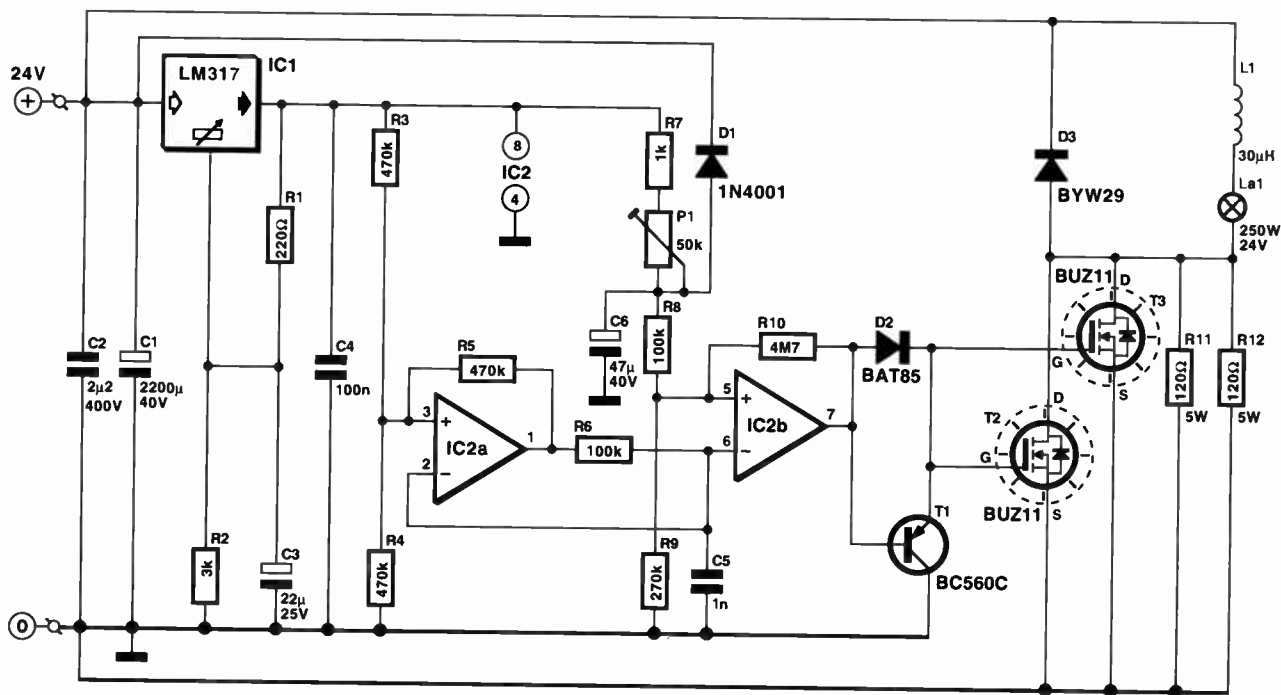 24V
+
LM317
IC1
R1
220Ω
R3
470k
8
IC2
4
R7
1k
P1
50k
D1
1N4001
D3
BYW29
L1
30µH
La1
250W
24V
C2
2µ2
400V
C1
2200µ
40V
C4
100n
R5
470k
3
+
IC2a
2
−
1
R6
100k
C6
47µ
40V
R8
100k
R10
4M7
5
+
IC2b
6
−
7
D2
BAT85
BUZ11
D
T3
G
S
R11
120Ω
5W
R12
120Ω
5W
T2
D
G
S
BUZ11
R2
3k
C3
22µ
25V
R4
470k
R9
270k
C5
1n
T1
BC560C
0